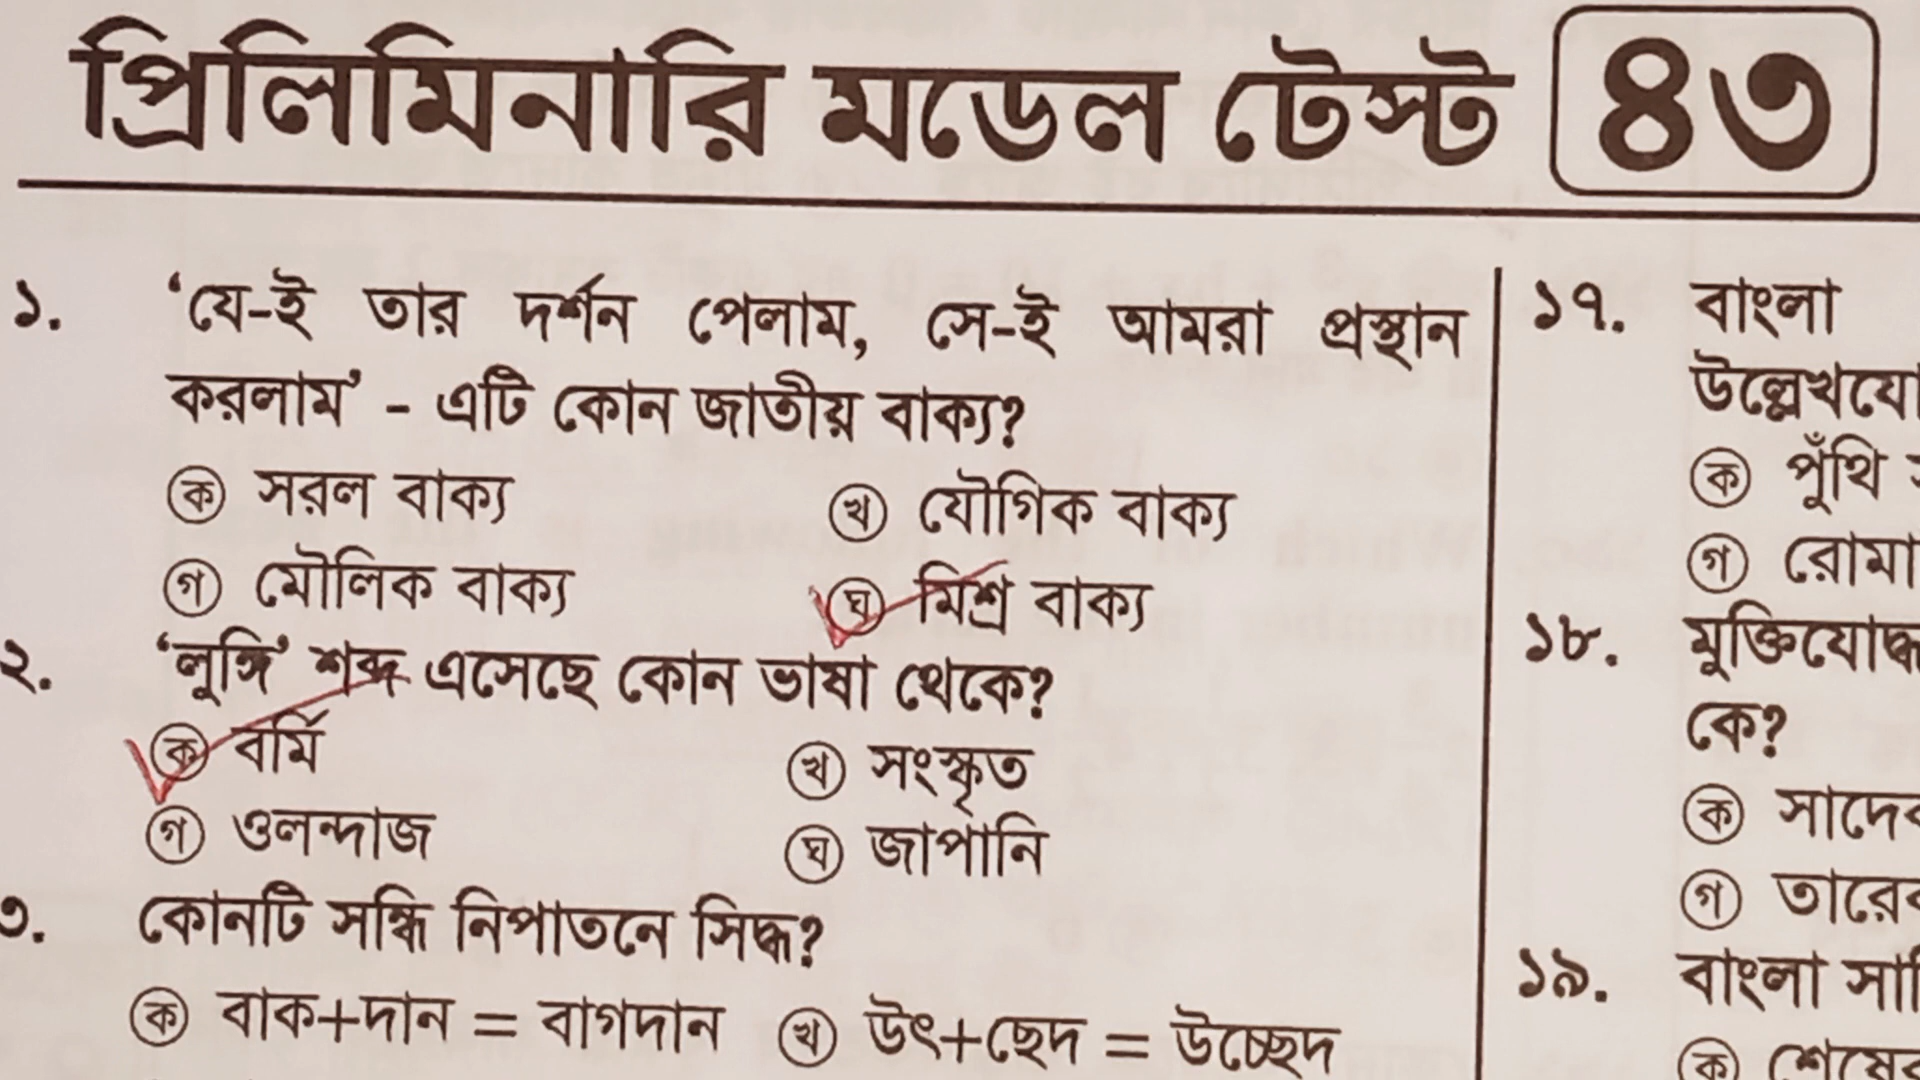 প্রিলিমিনারি মডেল টেস্ট ৪৩
১. ‘যে-ই তার দর্শন পেলাম, সে-ই আমরা প্রস্থান
করলাম’ - এটি কোন জাতীয় বাক্য?
ক সরল বাক্য খ যৌগিক বাক্য
গ মৌলিক বাক্য ঘ মিশ্র বাক্য
২. ‘লুঙ্গি’ শব্দ এসেছে কোন ভাষা থেকে?
ক বর্মি খ সংস্কৃত
গ ওলন্দাজ ঘ জাপানি
৩. কোনটি সন্ধি নিপাতনে সিদ্ধ?
ক বাক+দান = বাগদান খ উৎ+ছেদ = উচ্ছেদ
১৭. বাংলা
ক পুঁথি
গ
১৮.
কে?
ক
গ
১৯. বাংলা
ক